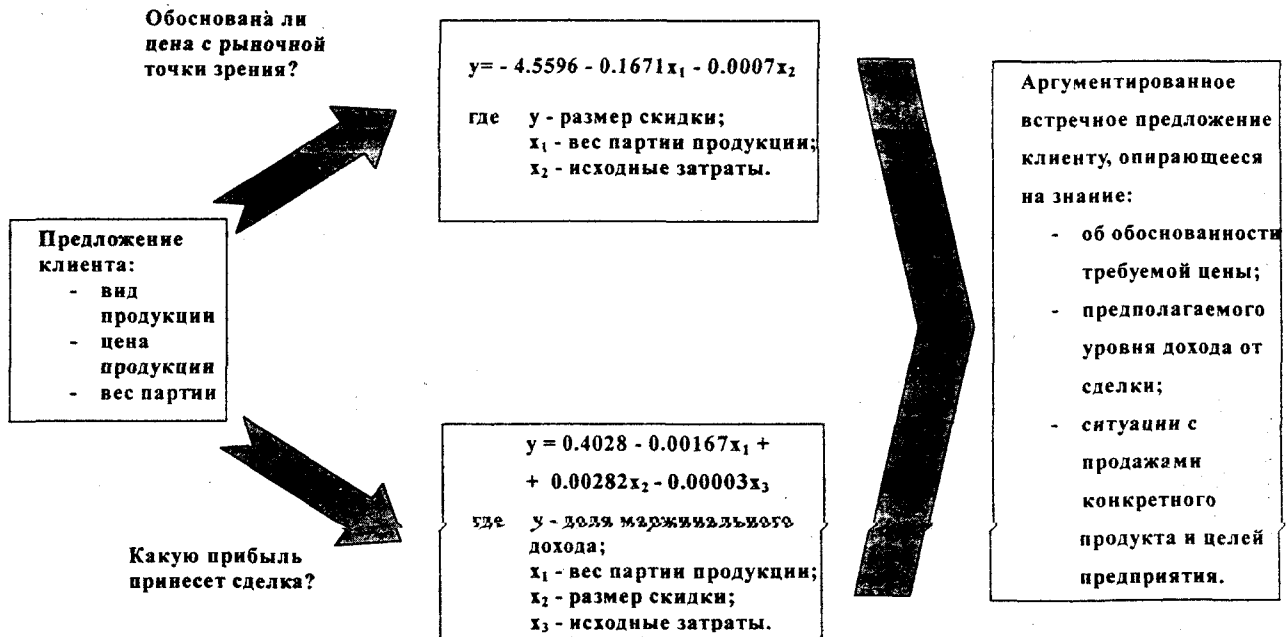 Обоснована ли
цена с рыночной
точки зрения?
y= - 4.5596 - 0.1671x₁ - 0.0007x₂
где y - размер скидки;
x₁ - вес партии продукции;
x₂ - исходные затраты.
Предложение
клиента:
- вид
продукции
- цена
продукции
- вес партии
Какую прибыль
принесет сделка?
y = 0.4028 - 0.00167x₁ +
+ 0.00282x₂ - 0.00003x₃
где y - доля маржинального
дохода;
x₁ - вес партии продукции;
x₂ - размер скидки;
x₃ - исходные затраты.
Аргументированное
встречное предложение
клиенту, опирающееся
на знание:
- об обоснованности
требуемой цены;
- предполагаемого
уровня дохода от
сделки;
- ситуации с
продажами
конкретного
продукта и целей
предприятия.